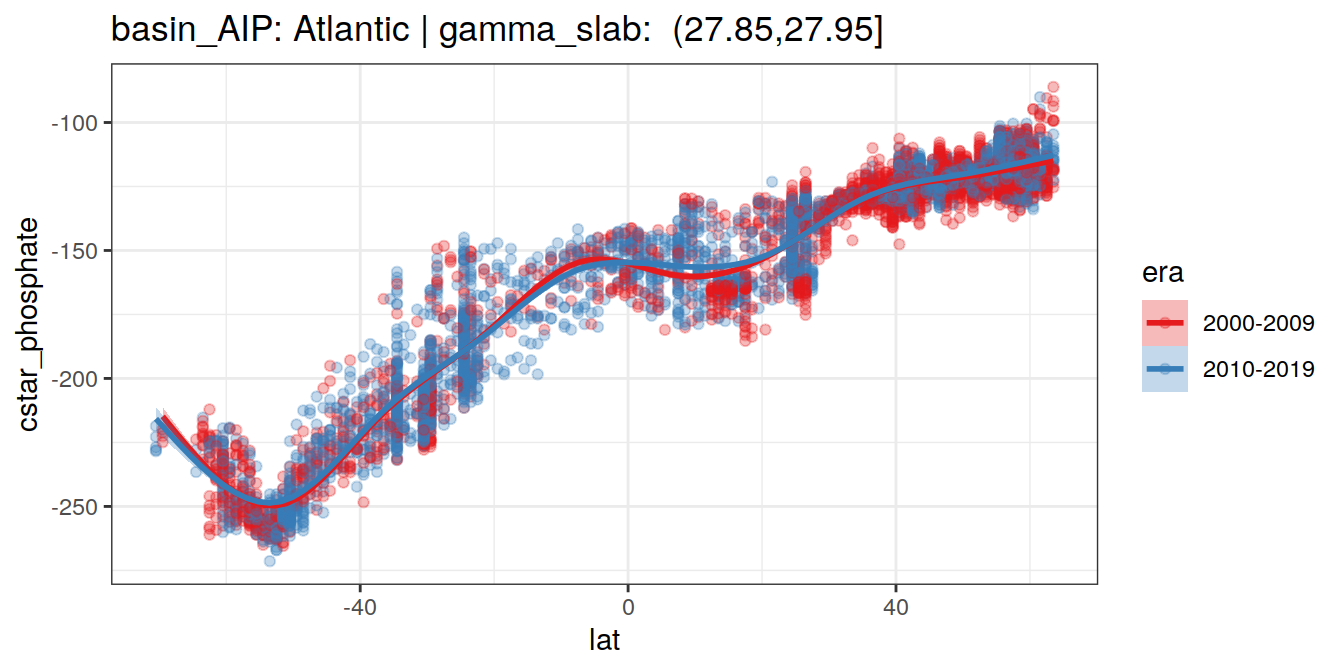 basin_AIP: Atlantic | gamma_slab:  (27.85,27.95]
-100
-150
-200
-250
cstar_phosphate
-40
0
40
lat
era
2000-2009
2010-2019